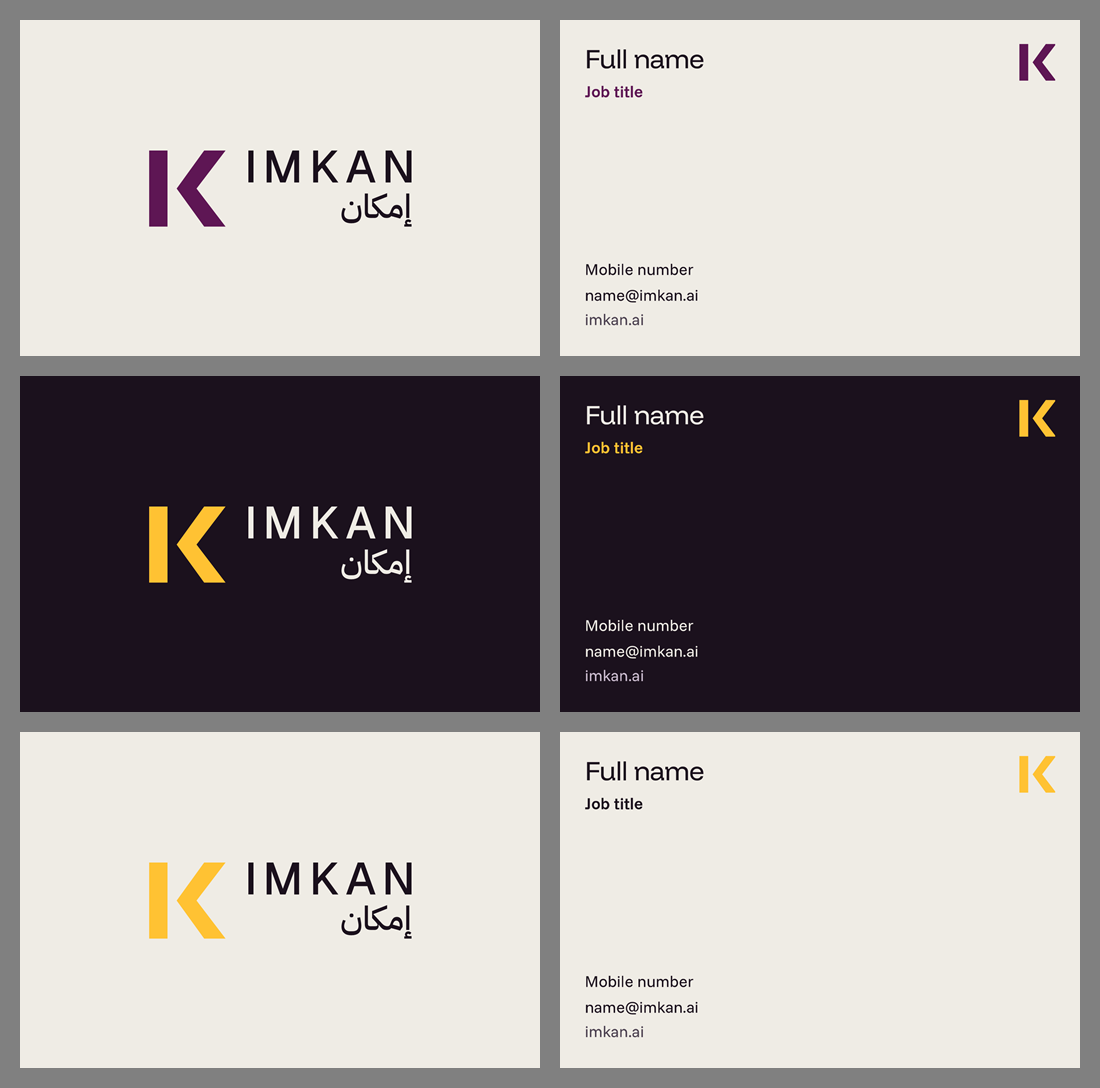 IMKAN
إمكان
Full name
Job title
Mobile number
name@imkan.ai
imkan.ai
IMKAN
إمكان
Full name
Job title
Mobile number
name@imkan.ai
imkan.ai
IMKAN
إمكان
Full name
Job title
Mobile number
name@imkan.ai
imkan.ai